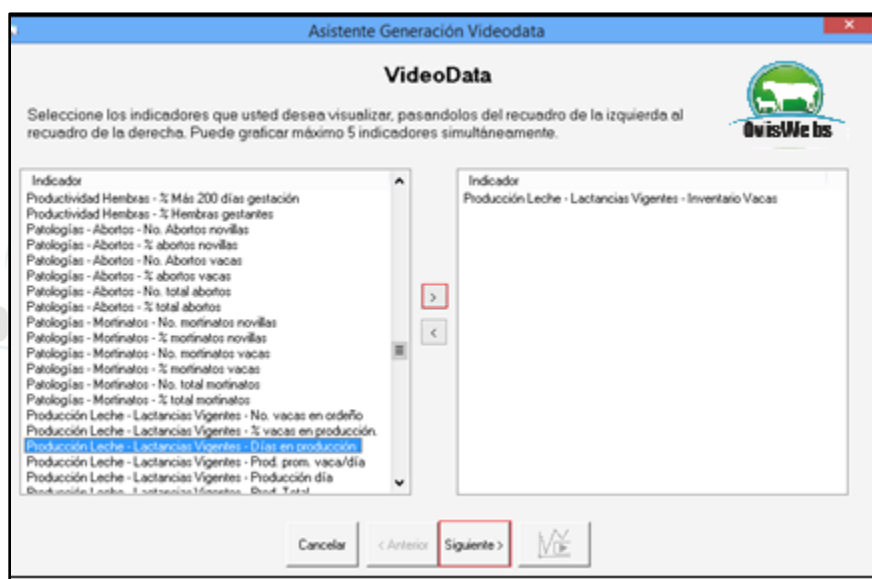 Asistente Generación Videodata
VideoData
Seleccione los indicadores que usted desea visualizar, pasandolos del recuadro de la izquierda al
recuadro de la derecha. Puede graficar máximo 5 indicadores simultáneamente.
OvisWebs
Indicador
Productividad Hembras - % Más 200 días gestación
Productividad Hembras - % Hembras gestantes
Patologías - Abortos - No. Abortos novillas
Patologías - Abortos - % abortos novillas
Patologías - Abortos - No. Abortos vacas
Patologías - Abortos - % abortos vacas
Patologías - Abortos - No. total abortos
Patologías - Abortos - % total abortos
Patologías - Mortinatos - No. mortinatos novillas
Patologías - Mortinatos - % mortinatos novillas
Patologías - Mortinatos - No. mortinatos vacas
Patologías - Mortinatos - % mortinatos vacas
Patologías - Mortinatos - No. total mortinatos
Patologías - Mortinatos - % total mortinatos
Producción Leche - Lactancias Vigentes - No. vacas en ordeño
Producción Leche - Lactancias Vigentes - % vacas en producción.
Producción Leche - Lactancias Vigentes - Días en producción
Producción Leche - Lactancias Vigentes - Prod. prom. vaca/día
Producción Leche - Lactancias Vigentes - Producción día
Producción Leche - Lactancias Vigentes - Prod. Total
>
<
Indicador
Producción Leche - Lactancias Vigentes - Inventario Vacas
Cancelar
< Anterior
Siguiente >